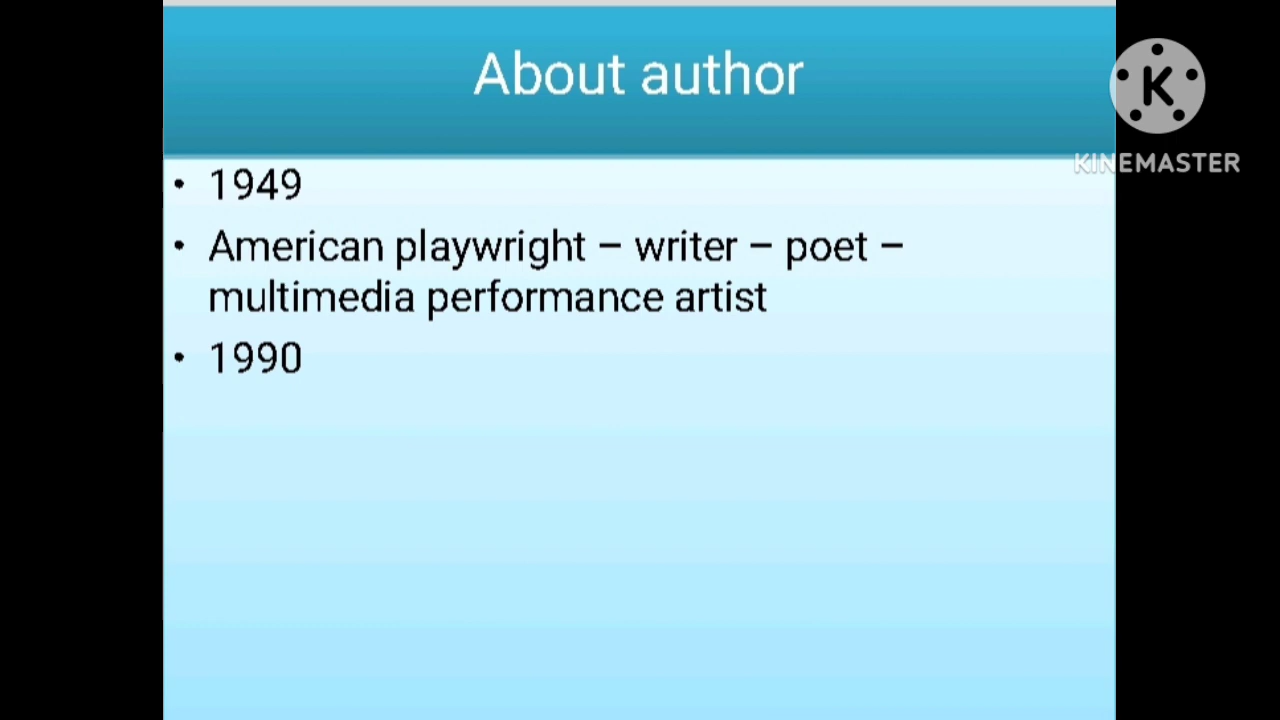 About author
K
KINEMASTER
• 1949
• American playwright – writer – poet –
multimedia performance artist
• 1990